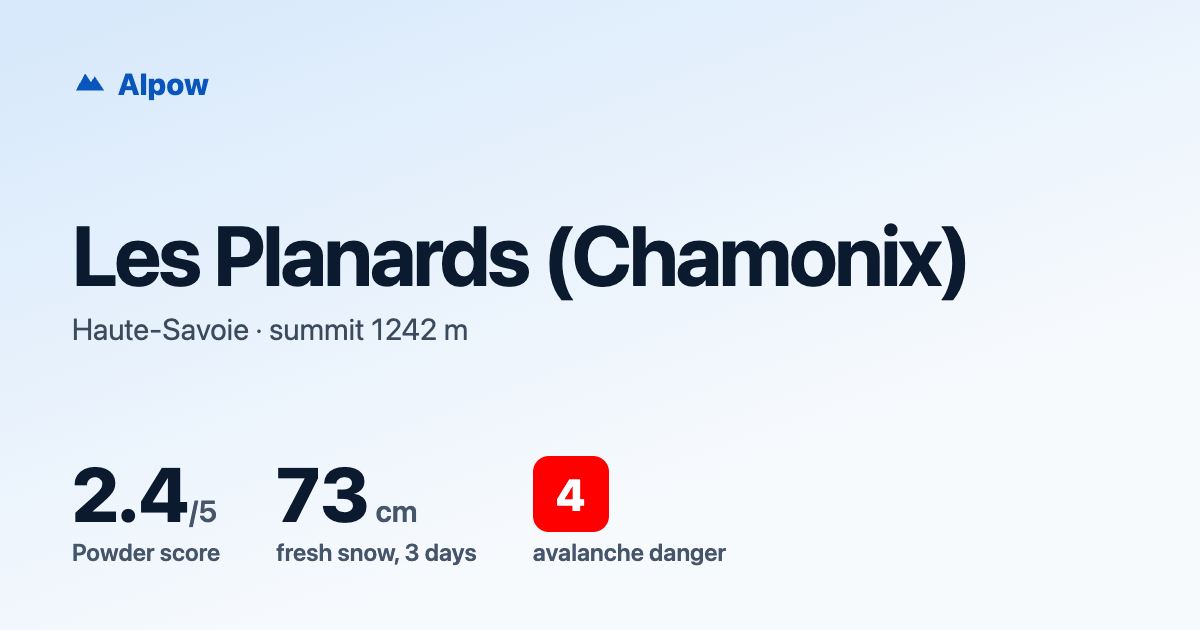 Alpow
Les Planards (Chamonix)
Haute-Savoie · summit 1242 m
2.4/5 73 cm 4
Powder score fresh snow, 3 days avalanche danger